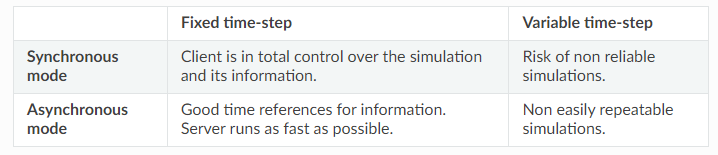 Fixed time-step Variable time-step
Synchronous mode Client is in total control over the simulation and its information. Risk of non reliable simulations.
Asynchronous mode Good time references for information. Server runs as fast as possible. Non easily repeatable simulations.